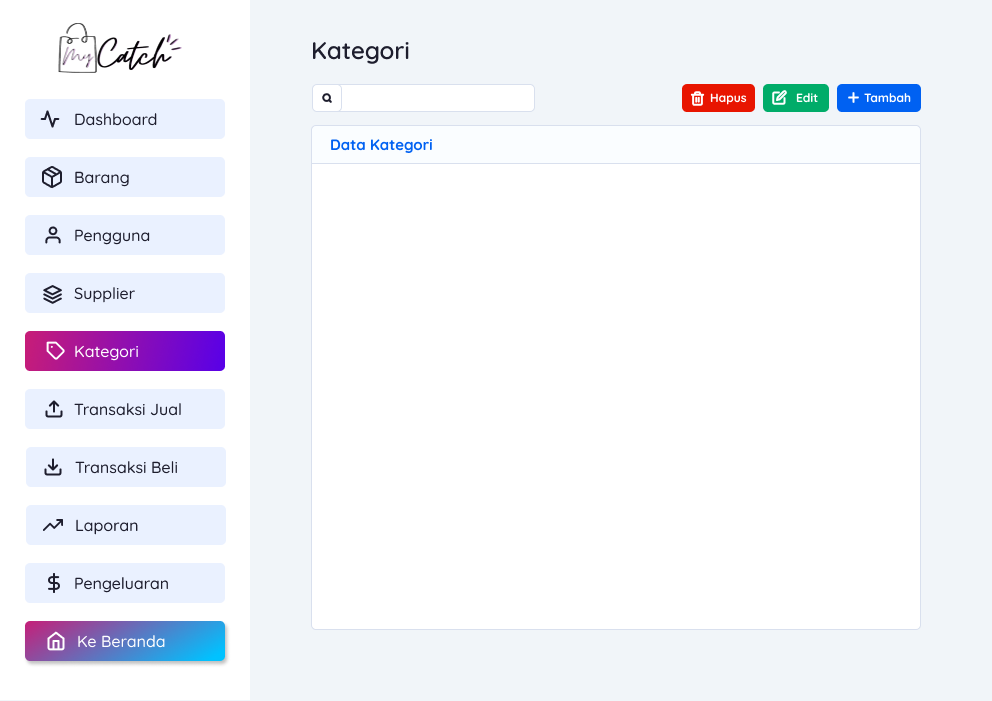 My Catch
Dashboard
Barang
Pengguna
Supplier
Kategori
Transaksi Jual
Transaksi Beli
Laporan
Pengeluaran
Ke Beranda
Kategori
Hapus
Edit
Tambah
Data Kategori